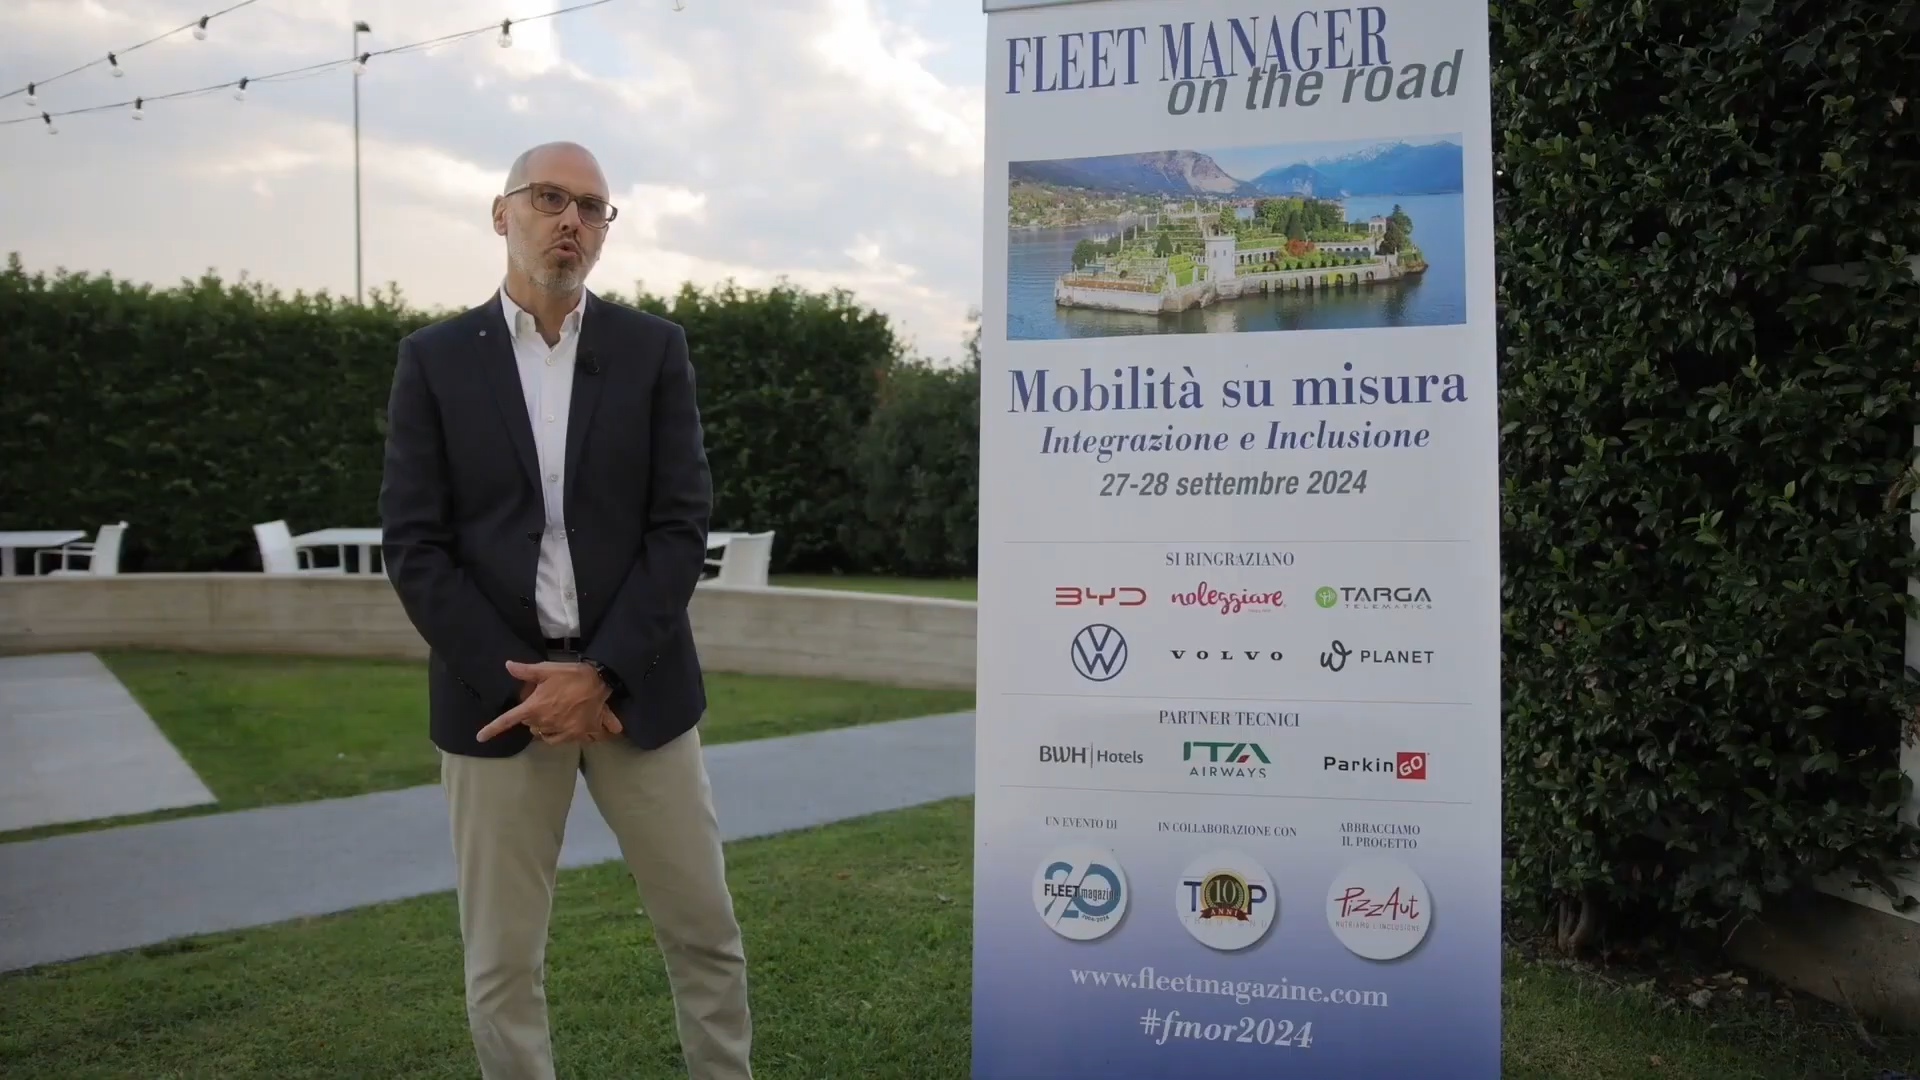 FLEET MANAGER
on the road
Mobilità su misura
Integrazione e Inclusione
27-28 settembre 2024
SI RINGRAZIANO
BYD noleggiare TARGA
TELEMATICS
VOLVO PLANET
PARTNER TECNICI
BWH Hotels ITA
AIRWAYS
ParkinGO
UN EVENTO DI IN COLLABORAZIONE CON ABBRACCIAMO
IL PROGETTO
FLEET magazine
20
TOP
10
ANNI
PizzAut
NUTRIAMO L'INCLUSIONE
www.fleetmagazine.com
#fmor2024